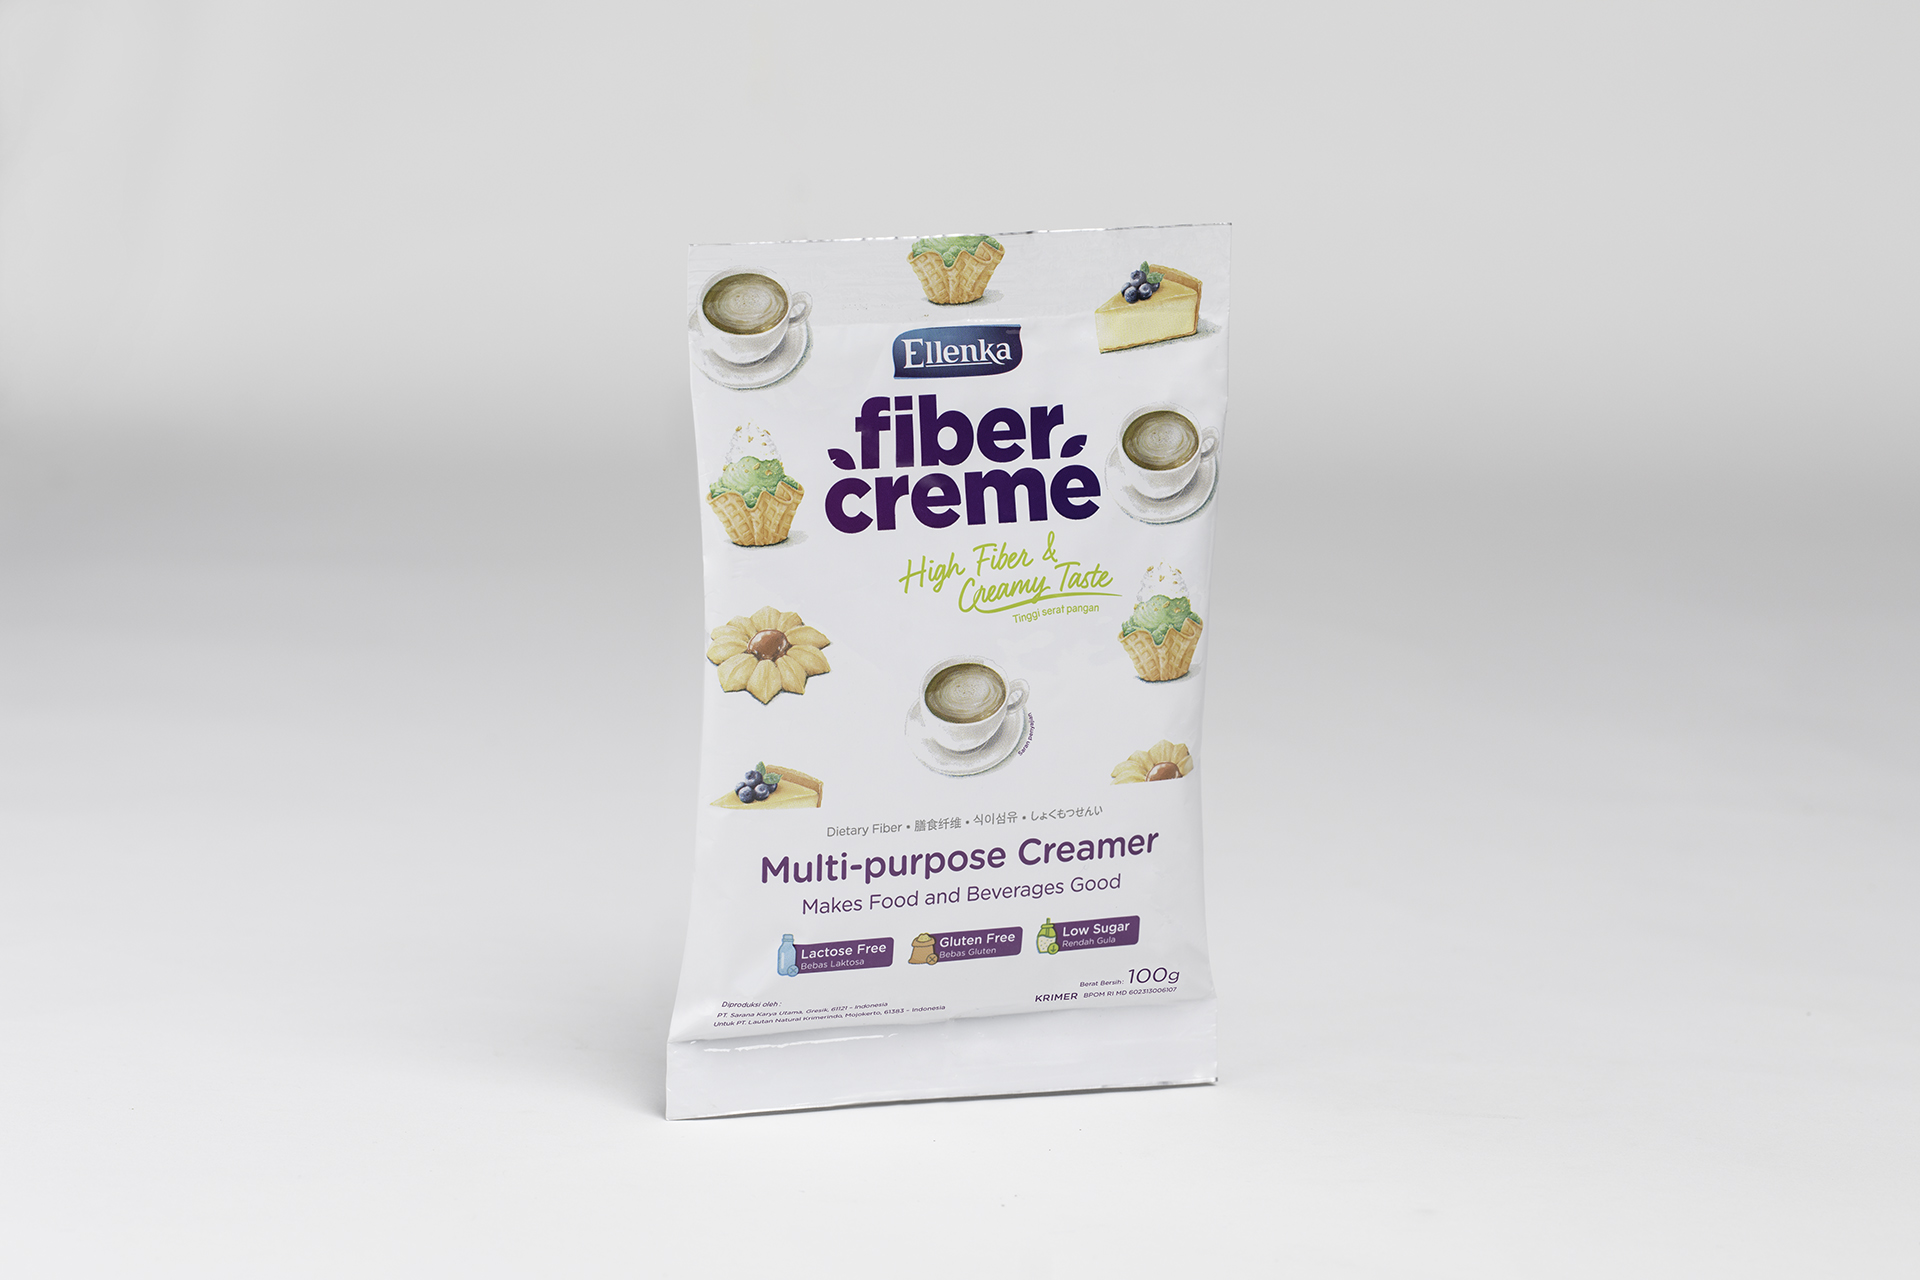 Ellenka
fiber
creme
High Fiber &
Creamy Taste
Tinggi serat pangan
Saran penyajian
Dietary Fiber • 膳食纤维 • 식이섬유 • しょくもつせんい
Multi-purpose Creamer
Makes Food and Beverages Good
Lactose Free
Bebas Laktosa
Gluten Free
Bebas Gluten
Low Sugar
Rendah Gula
Berat Bersih: 100g
KRIMER BPOM RI MD 602313006107
Diproduksi oleh :
PT. Sarana Karya Utama, Gresik, 61121 – Indonesia
Untuk PT. Lautan Natural Krimerindo, Mojokerto, 61383 – Indonesia